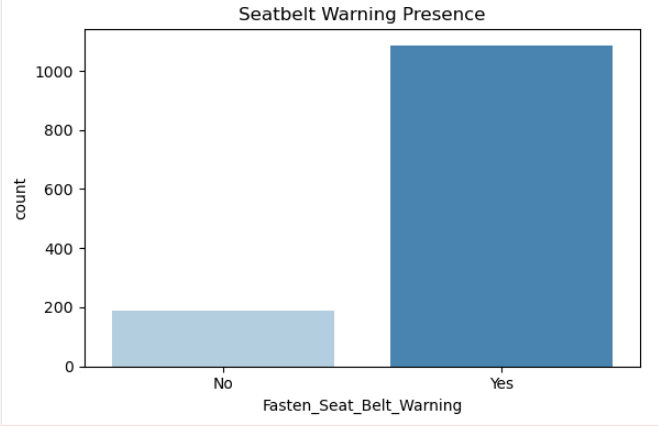 Seatbelt Warning Presence
1000
800
600
400
200
0
count
No Yes
Fasten_Seat_Belt_Warning